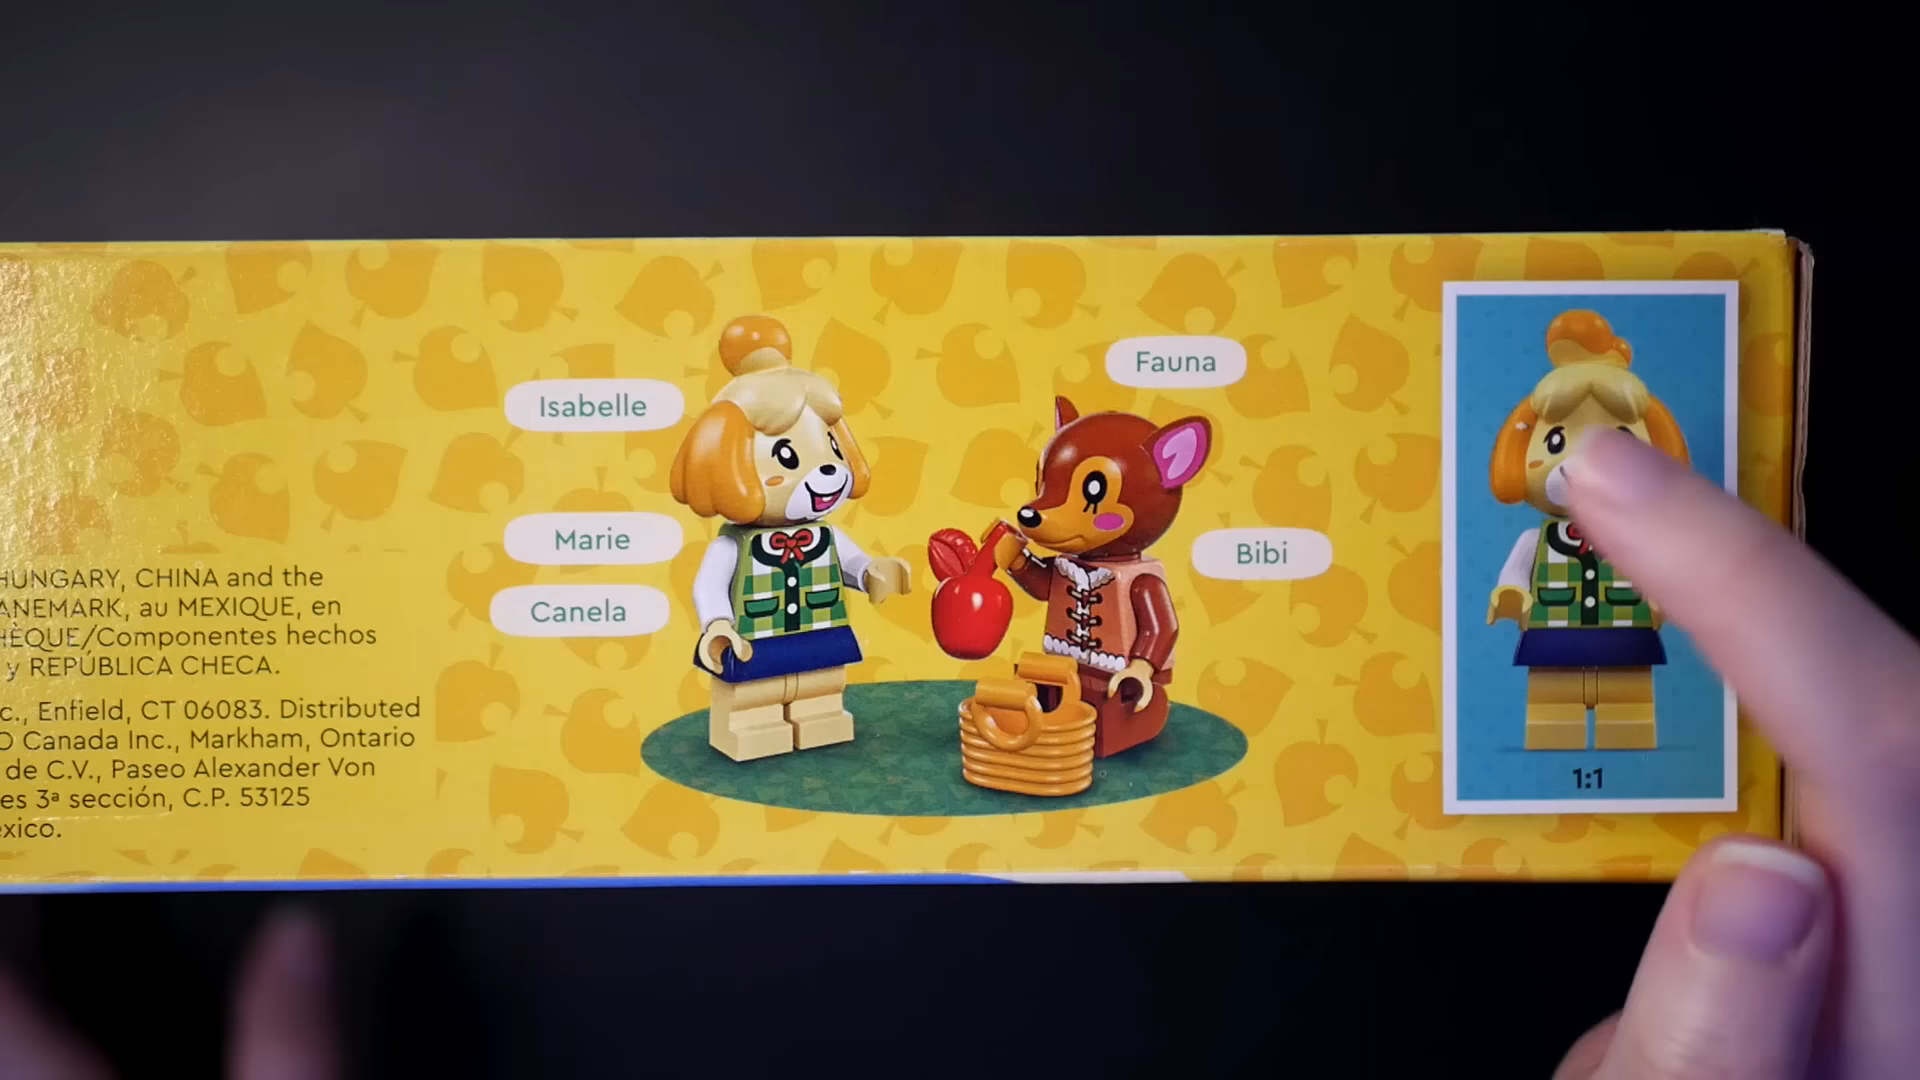 Isabelle
Marie
Canela
Fauna
Bibi
HUNGARY, CHINA and the
ANEMARK, au MEXIQUE, en
HÈQUE/Componentes hechos
y REPÚBLICA CHECA.
c., Enfield, CT 06083. Distributed
O Canada Inc., Markham, Ontario
de C.V., Paseo Alexander Von
es 3ª sección, C.P. 53125
éxico.
1:1